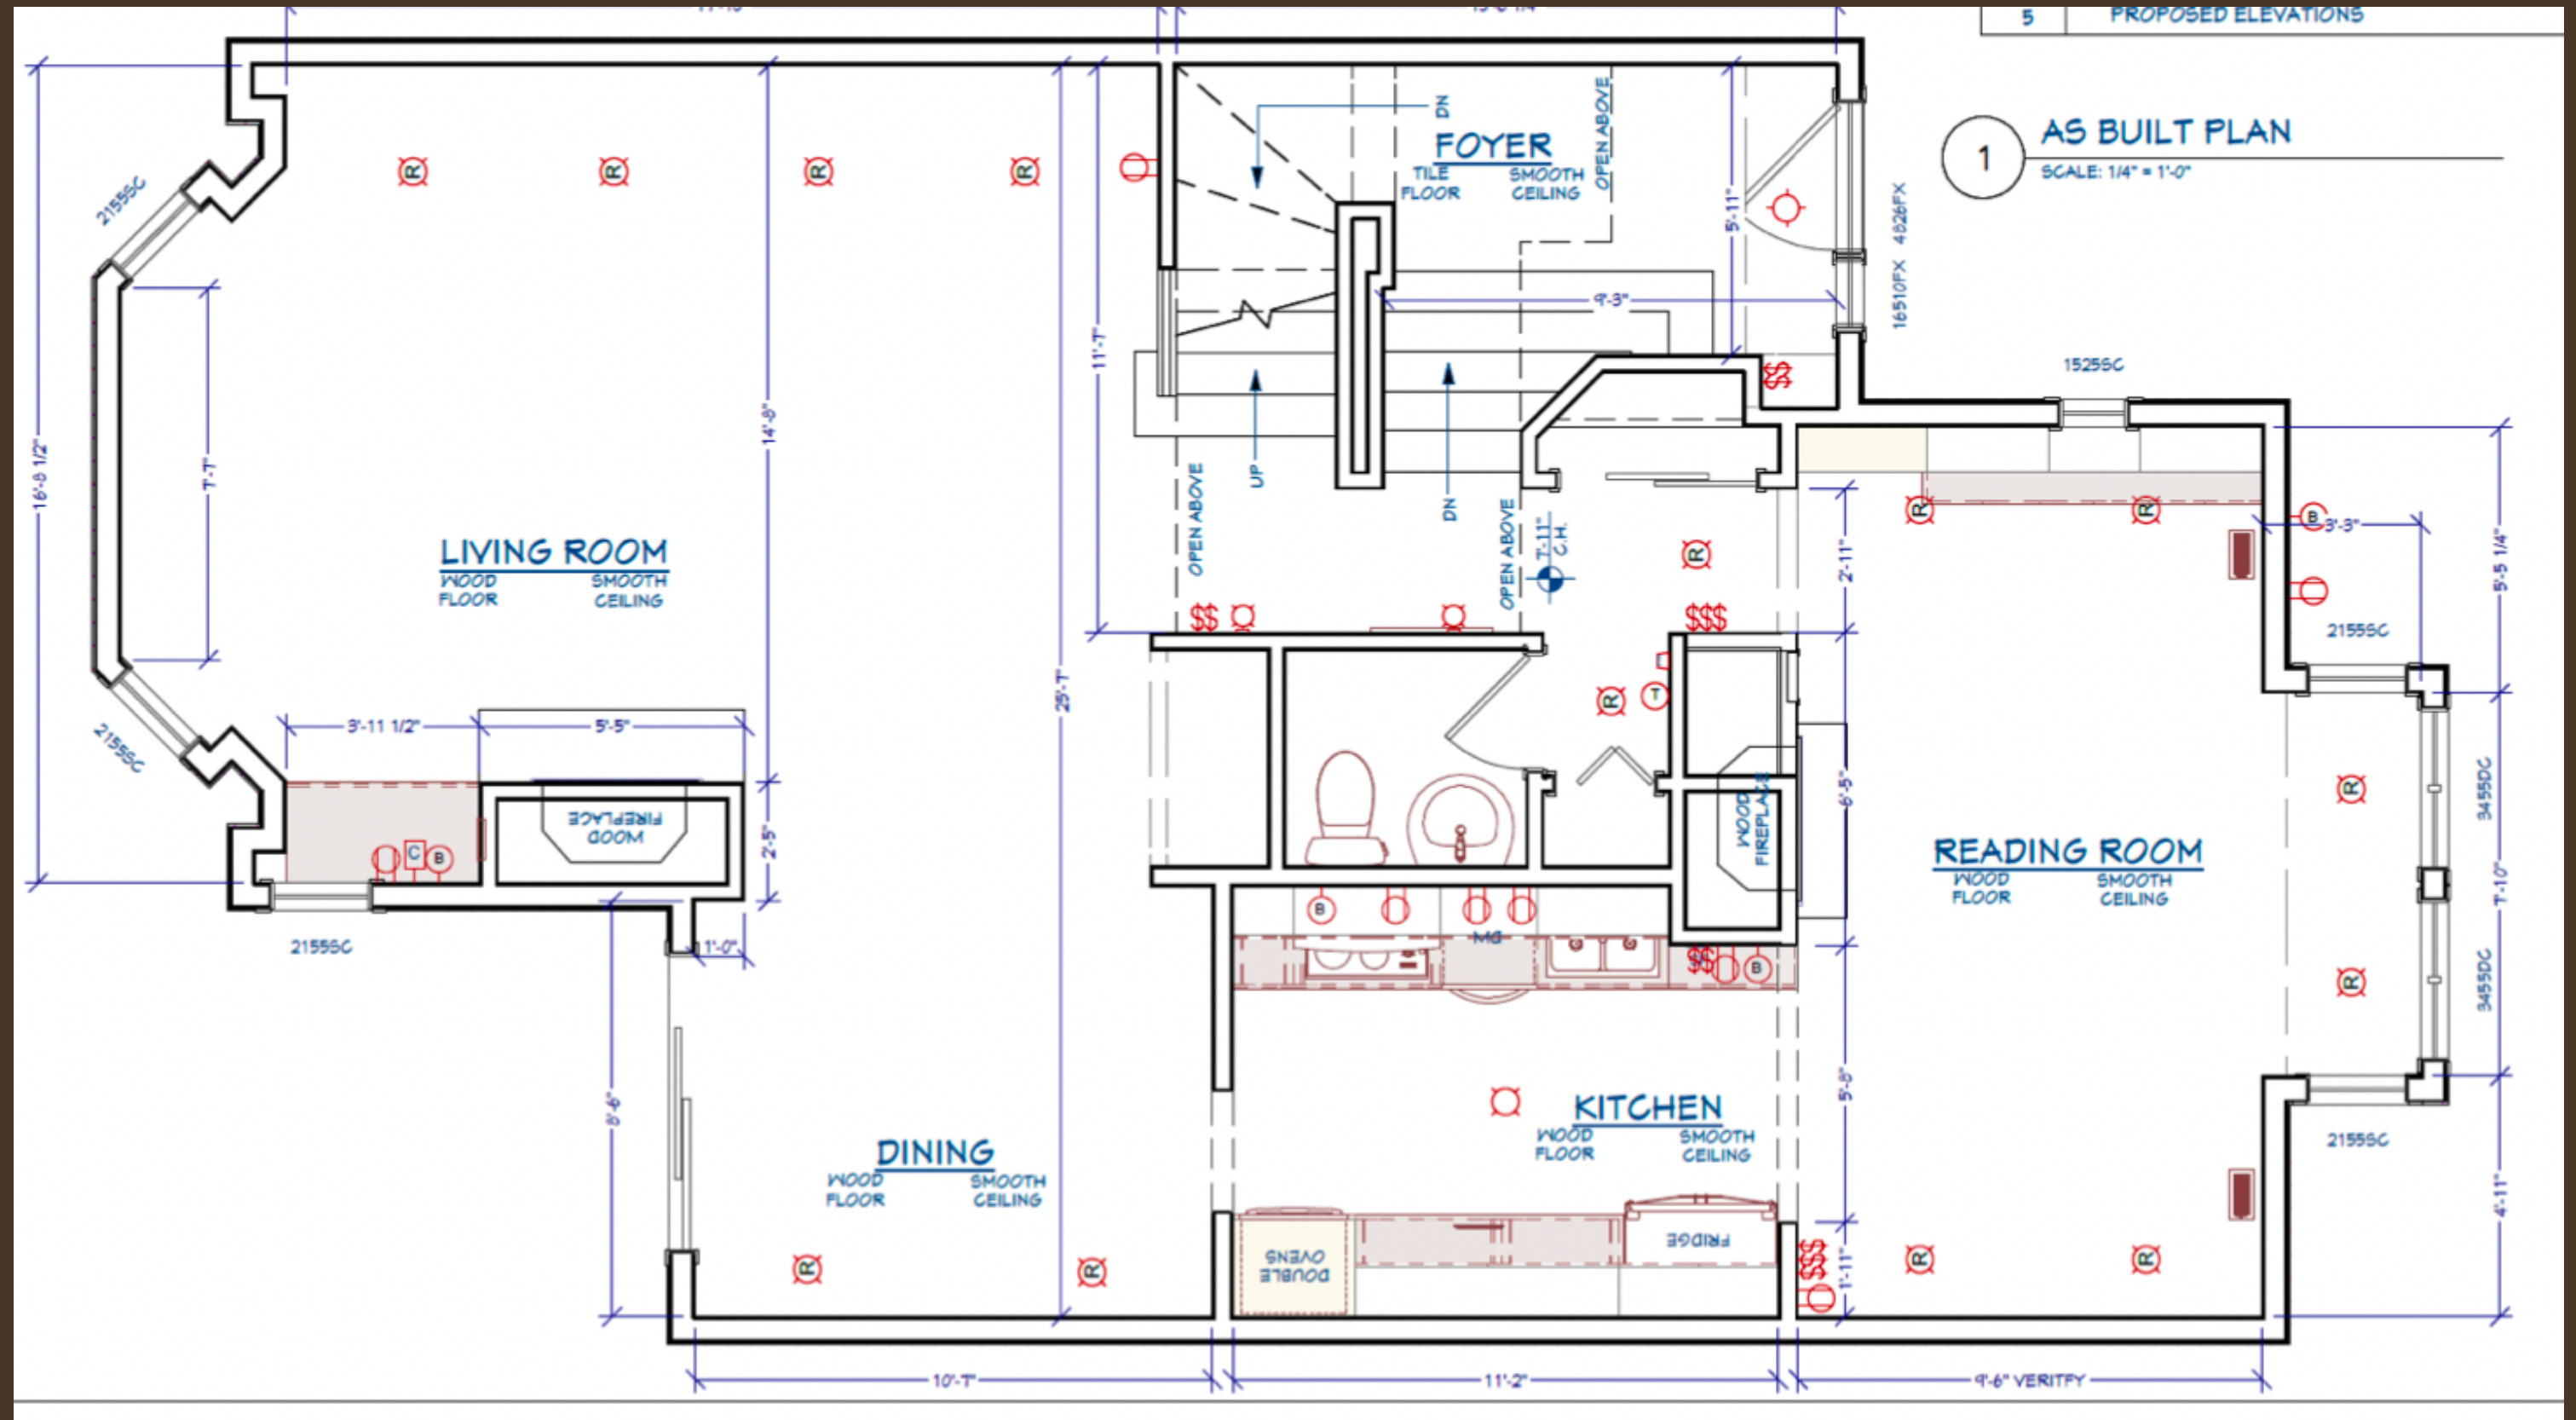 5 PROPOSED ELEVATIONS
1 AS BUILT PLAN
SCALE: 1/4" = 1'-0"
FOYER
TILE FLOOR
SMOOTH CEILING
OPEN ABOVE
DN
5'-11"
9'-3"
16510FX 4826FX
1525SC
2155SC
16'-8 1/2"
7'-7"
14'-8"
25'-7"
11'-7"
LIVING ROOM
WOOD FLOOR
SMOOTH CEILING
OPEN ABOVE
UP
DN
OPEN ABOVE
7'-11" C.H.
R
R
R
R
R
R
R
B
3'-3"
2155SC
5'-5 1/4"
2'-11"
$$
$$$
2155SC
3'-11 1/2"
5'-5"
WOOD FIREPLACE
2'-5"
C
B
2155SC
1'-0"
R
T
WOOD FIREPLACE
6'-5"
READING ROOM
WOOD FLOOR
SMOOTH CEILING
R
R
3455DC
3455DC
7'-10"
2155SC
B
MG
$$
B
8'-6"
DINING
WOOD FLOOR
SMOOTH CEILING
KITCHEN
WOOD FLOOR
SMOOTH CEILING
5'-8"
4'-11"
1'-11"
R
R
DOUBLE OVENS
FRIDGE
R
R
10'-7"
11'-2"
9'-6" VERITFY